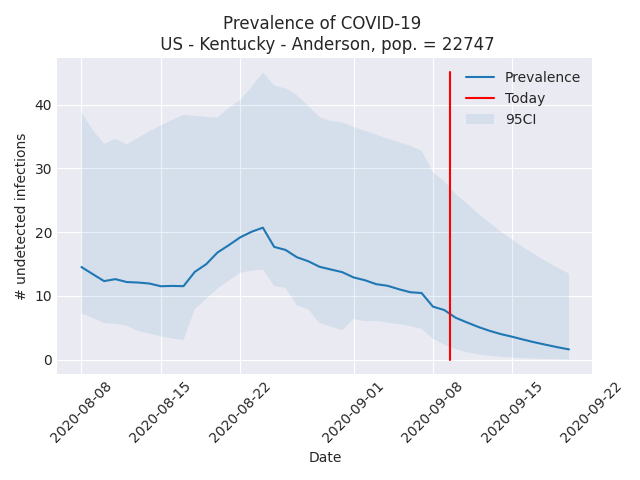 Prevalence of COVID-19
US - Kentucky - Anderson, pop. = 22747
Prevalence
Today
95CI
# undetected infections
40
30
20
10
0
2020-08-08
2020-08-15
2020-08-22
2020-09-01
2020-09-08
2020-09-15
2020-09-22
Date